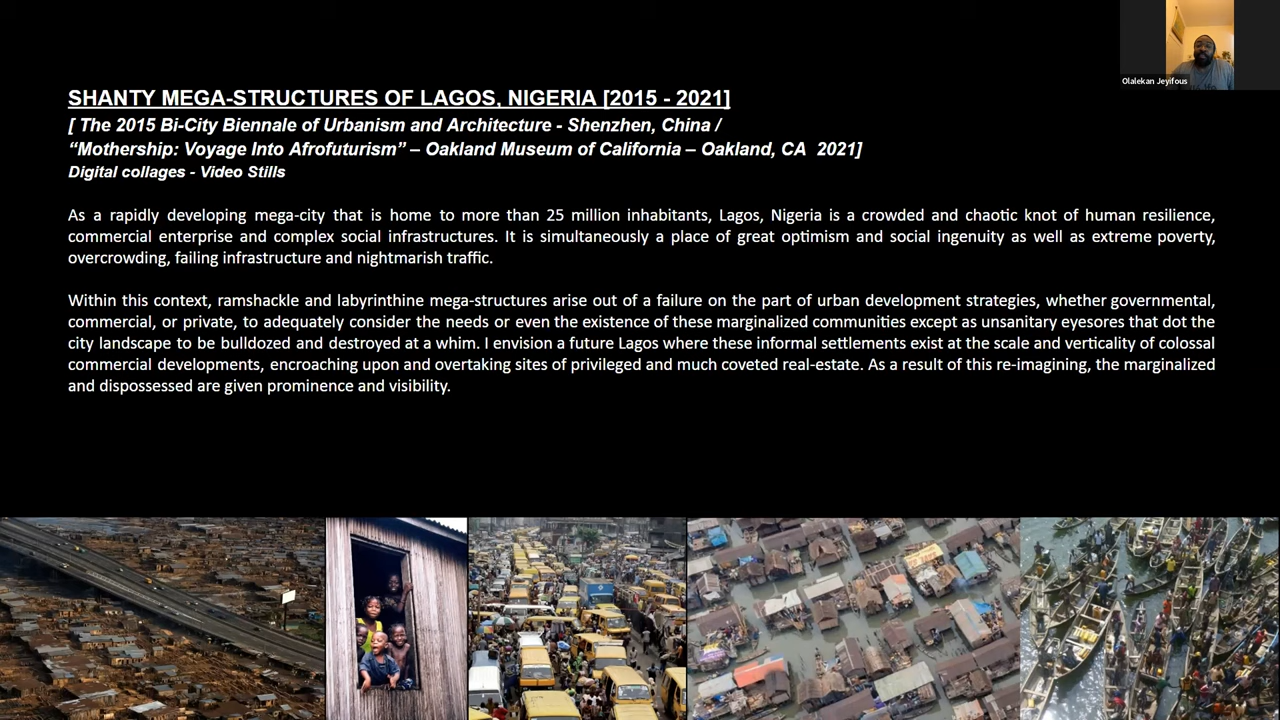 Olalekan Jeyifous
SHANTY MEGA-STRUCTURES OF LAGOS, NIGERIA [2015 - 2021]
[ The 2015 Bi-City Biennale of Urbanism and Architecture - Shenzhen, China /
“Mothership: Voyage Into Afrofuturism” – Oakland Museum of California – Oakland, CA  2021]
Digital collages - Video Stills
As a rapidly developing mega-city that is home to more than 25 million inhabitants, Lagos, Nigeria is a crowded and chaotic knot of human resilience,
commercial enterprise and complex social infrastructures. It is simultaneously a place of great optimism and social ingenuity as well as extreme poverty,
overcrowding, failing infrastructure and nightmarish traffic.
Within this context, ramshackle and labyrinthine mega-structures arise out of a failure on the part of urban development strategies, whether governmental,
commercial, or private, to adequately consider the needs or even the existence of these marginalized communities except as unsanitary eyesores that dot the
city landscape to be bulldozed and destroyed at a whim. I envision a future Lagos where these informal settlements exist at the scale and verticality of colossal
commercial developments, encroaching upon and overtaking sites of privileged and much coveted real-estate. As a result of this re-imagining, the marginalized
and dispossessed are given prominence and visibility.